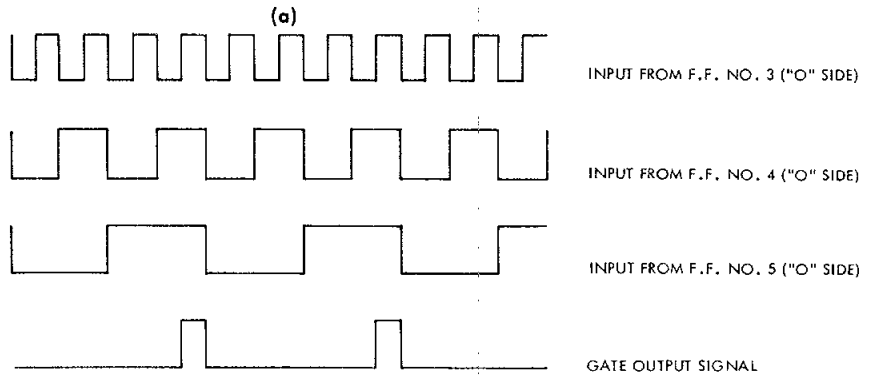 (a)
INPUT FROM F.F. NO. 3 ("O" SIDE)
INPUT FROM F.F. NO. 4 ("O" SIDE)
INPUT FROM F.F. NO. 5 ("O" SIDE)
GATE OUTPUT SIGNAL